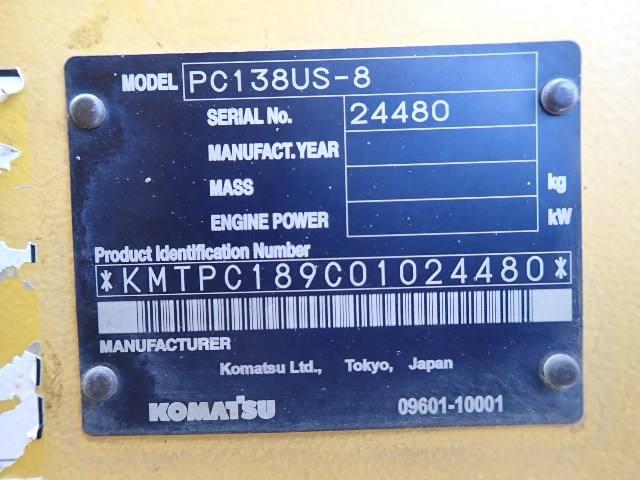 MODEL PC138US-8
SERIAL No. 24480
MANUFACT. YEAR
MASS kg
ENGINE POWER kW
Product Identification Number
*KMTPC189C01024480*
MANUFACTURER
Komatsu Ltd., Tokyo, Japan
KOMATSU 09601-10001